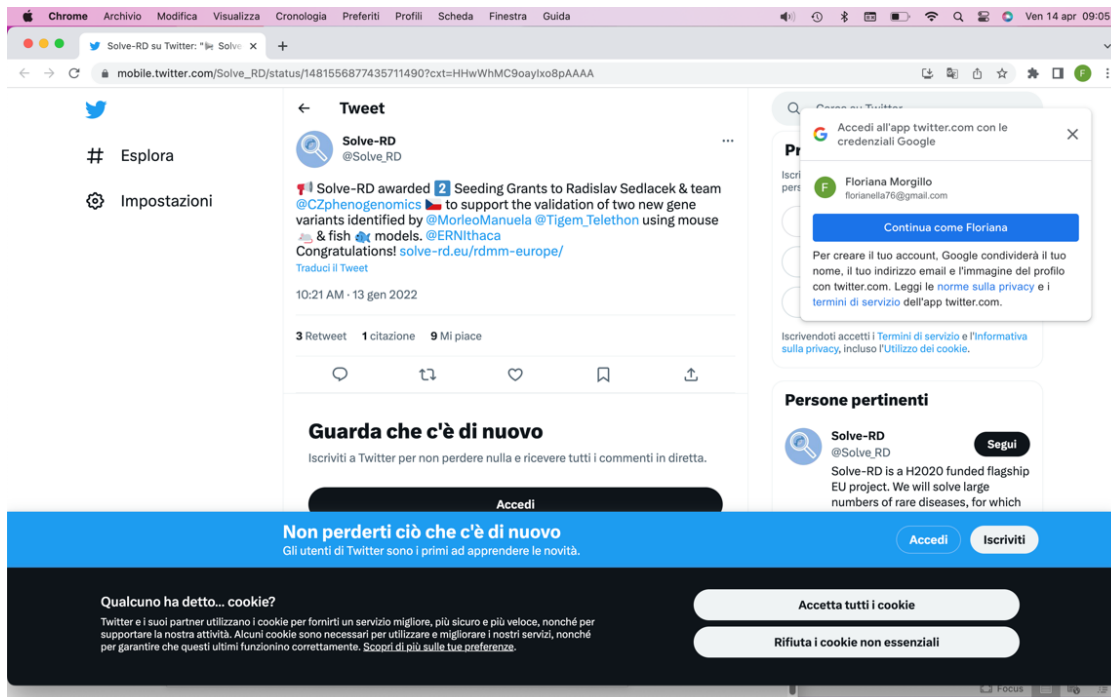 Chrome Archivio Modifica Visualizza Cronologia Preferiti Profili Scheda Finestra Guida
Ven 14 apr 09:05
Solve-RD su Twitter: "📢 Solve
mobile.twitter.com/Solve_RD/status/1481556877435711490?cxt=HHwWhMC9oaylxo8pAAAA
F
# Esplora
Impostazioni
Tweet
Solve-RD
@Solve_RD
📢 Solve-RD awarded 2️⃣ Seeding Grants to Radislav Sedlacek & team
@CZphenogenomics 🇨🇿 to support the validation of two new gene
variants identified by @MorleoManuela @Tigem_Telethon using mouse
🐁 & fish 🐟 models. @ERNIthaca
Congratulations! solve-rd.eu/rdmm-europe/
Traduci il Tweet
10:21 AM · 13 gen 2022
3 Retweet 1 citazione 9 Mi piace
Guarda che c'è di nuovo
Iscriviti a Twitter per non perdere nulla e ricevere tutti i commenti in diretta.
Accedi
Accedi all'app twitter.com con le
credenziali Google
F
Floriana Morgillo
florianella76@gmail.com
Continua come Floriana
Per creare il tuo account, Google condividerà il tuo
nome, il tuo indirizzo email e l'immagine del profilo
con twitter.com. Leggi le norme sulla privacy e i
termini di servizio dell'app twitter.com.
Iscrivendoti accetti i Termini di servizio e l'Informativa
sulla privacy, incluso l'Utilizzo dei cookie.
Persone pertinenti
Solve-RD
@Solve_RD
Segui
Solve-RD is a H2020 funded flagship
EU project. We will solve large
numbers of rare diseases, for which
Non perderti ciò che c'è di nuovo
Gli utenti di Twitter sono i primi ad apprendere le novità.
Accedi
Iscriviti
Qualcuno ha detto... cookie?
Twitter e i suoi partner utilizzano i cookie per fornirti un servizio migliore, più sicuro e più veloce, nonché per
supportare la nostra attività. Alcuni cookie sono necessari per utilizzare e migliorare i nostri servizi, nonché
per garantire che questi ultimi funzionino correttamente. Scopri di più sulle tue preferenze.
Accetta tutti i cookie
Rifiuta i cookie non essenziali
Focus